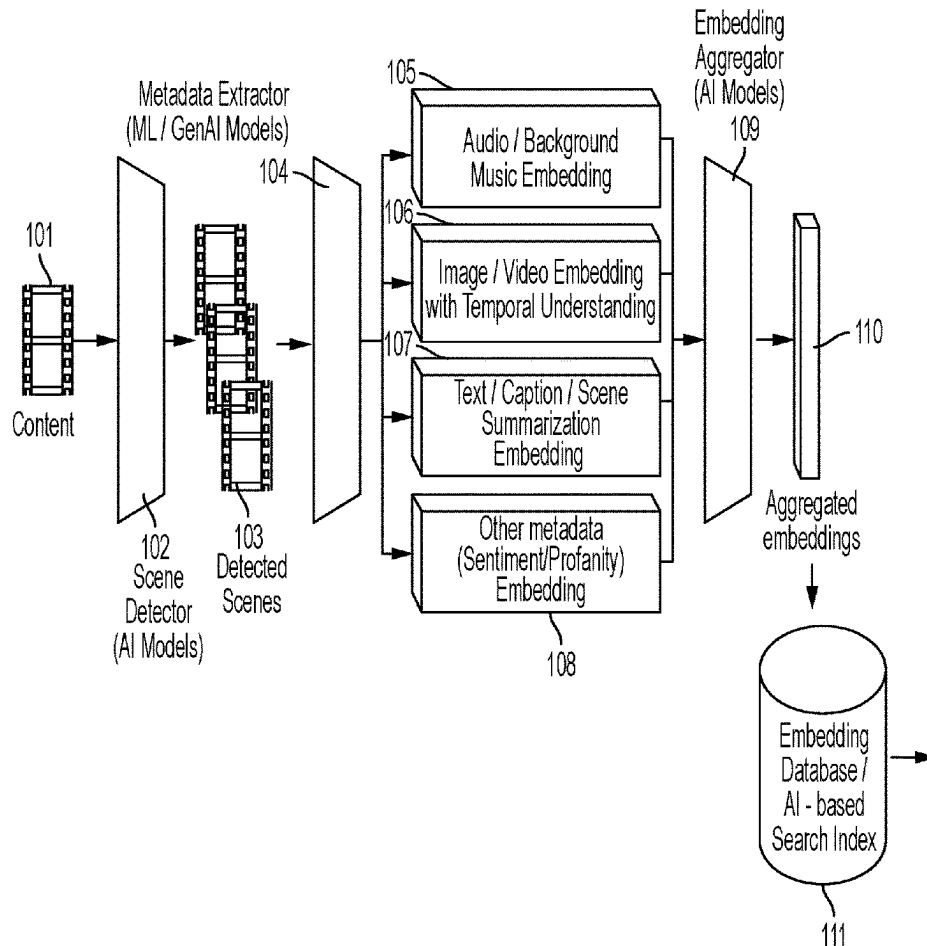 Embedding
Aggregator
(AI Models)
109
105
Metadata Extractor
(ML / GenAI Models)
104
Audio / Background
Music Embedding
106
101
Image / Video Embedding
with Temporal Understanding
110
107
Content
Text / Caption / Scene
Summarization
Embedding
102
Scene
Detector
(AI Models)
103
Detected
Scenes
Other metadata
(Sentiment/Profanity)
Embedding
108
Aggregated
embeddings
Embedding
Database /
AI - based
Search Index
111